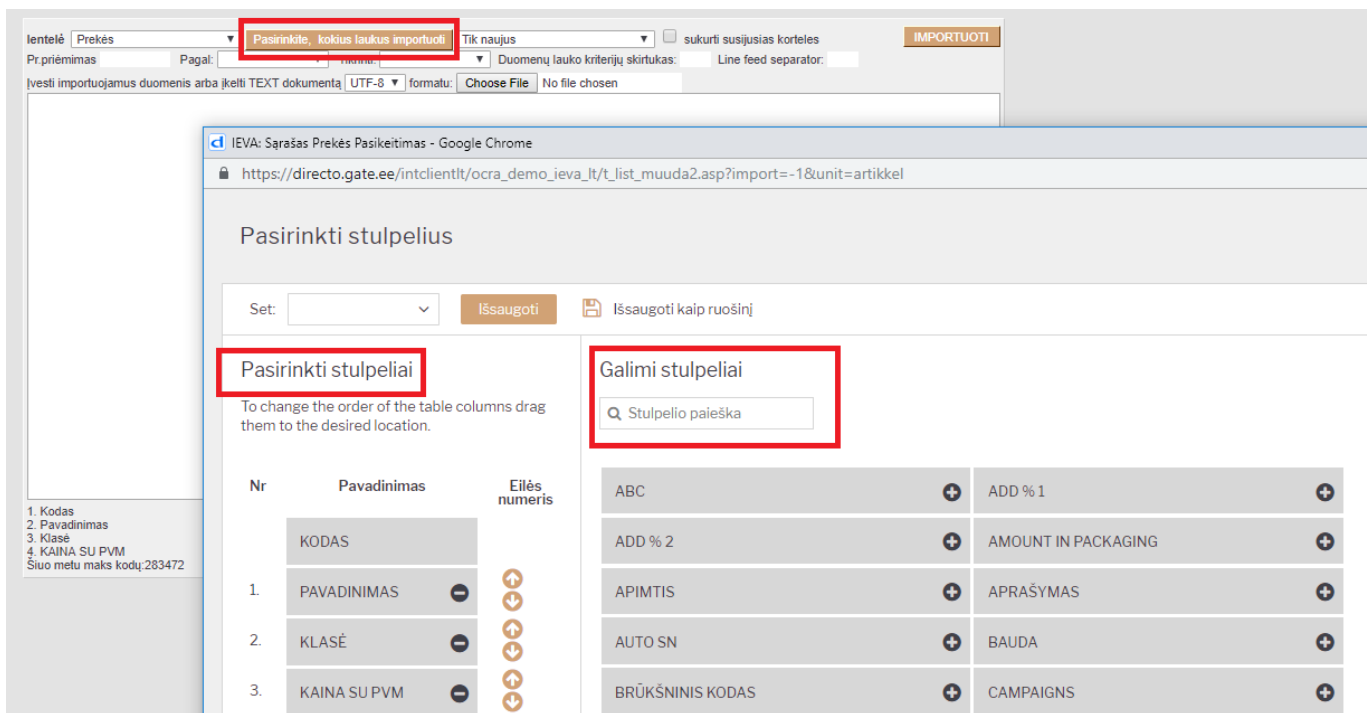 lentelė Prekės Pasirinkite, kokius laukus importuoti Tik naujus sukurti susijusias korteles IMPORTUOTI
Pr.priėmimas Pagal: Tikrinti: Duomenų lauko kriterijų skirtukas: Line feed separator:
Įvesti importuojamus duomenis arba įkelti TEXT dokumentą UTF-8 formatu: Choose File No file chosen
IEVA: Sąrašas Prekės Pasikeitimas - Google Chrome
https://directo.gate.ee/intclientlt/ocra_demo_ieva_lt/t_list_muuda2.asp?import=-1&unit=artikkel
Pasirinkti stulpelius
Set: Išsaugoti Išsaugoti kaip ruošinį
Pasirinkti stulpeliai
To change the order of the table columns drag
them to the desired location.
Galimi stulpeliai
Stulpelio paieška
Nr Pavadinimas Eilės
numeris
KODAS
1. PAVADINIMAS
2. KLASĖ
3. KAINA SU PVM
ABC ADD % 1
ADD % 2 AMOUNT IN PACKAGING
APIMTIS APRAŠYMAS
AUTO SN BAUDA
BRŪKŠNINIS KODAS CAMPAIGNS
1. Kodas
2. Pavadinimas
3. Klasė
4. KAINA SU PVM
Šiuo metu maks kodų:283472